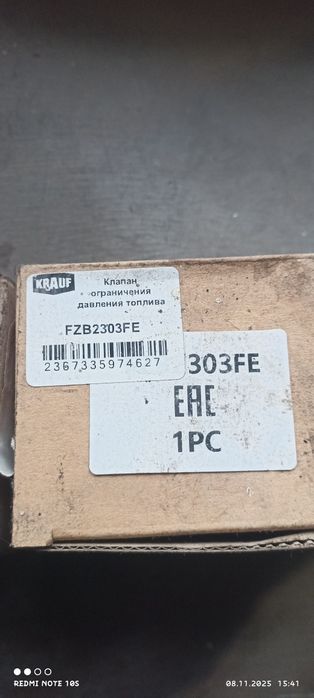 KRAUF
Клапан
ограничения
давления топлива
FZB2303FE
2367335974627
303FE
EAC
1PC
REDMI NOTE 10S
08.11.2025 15:41